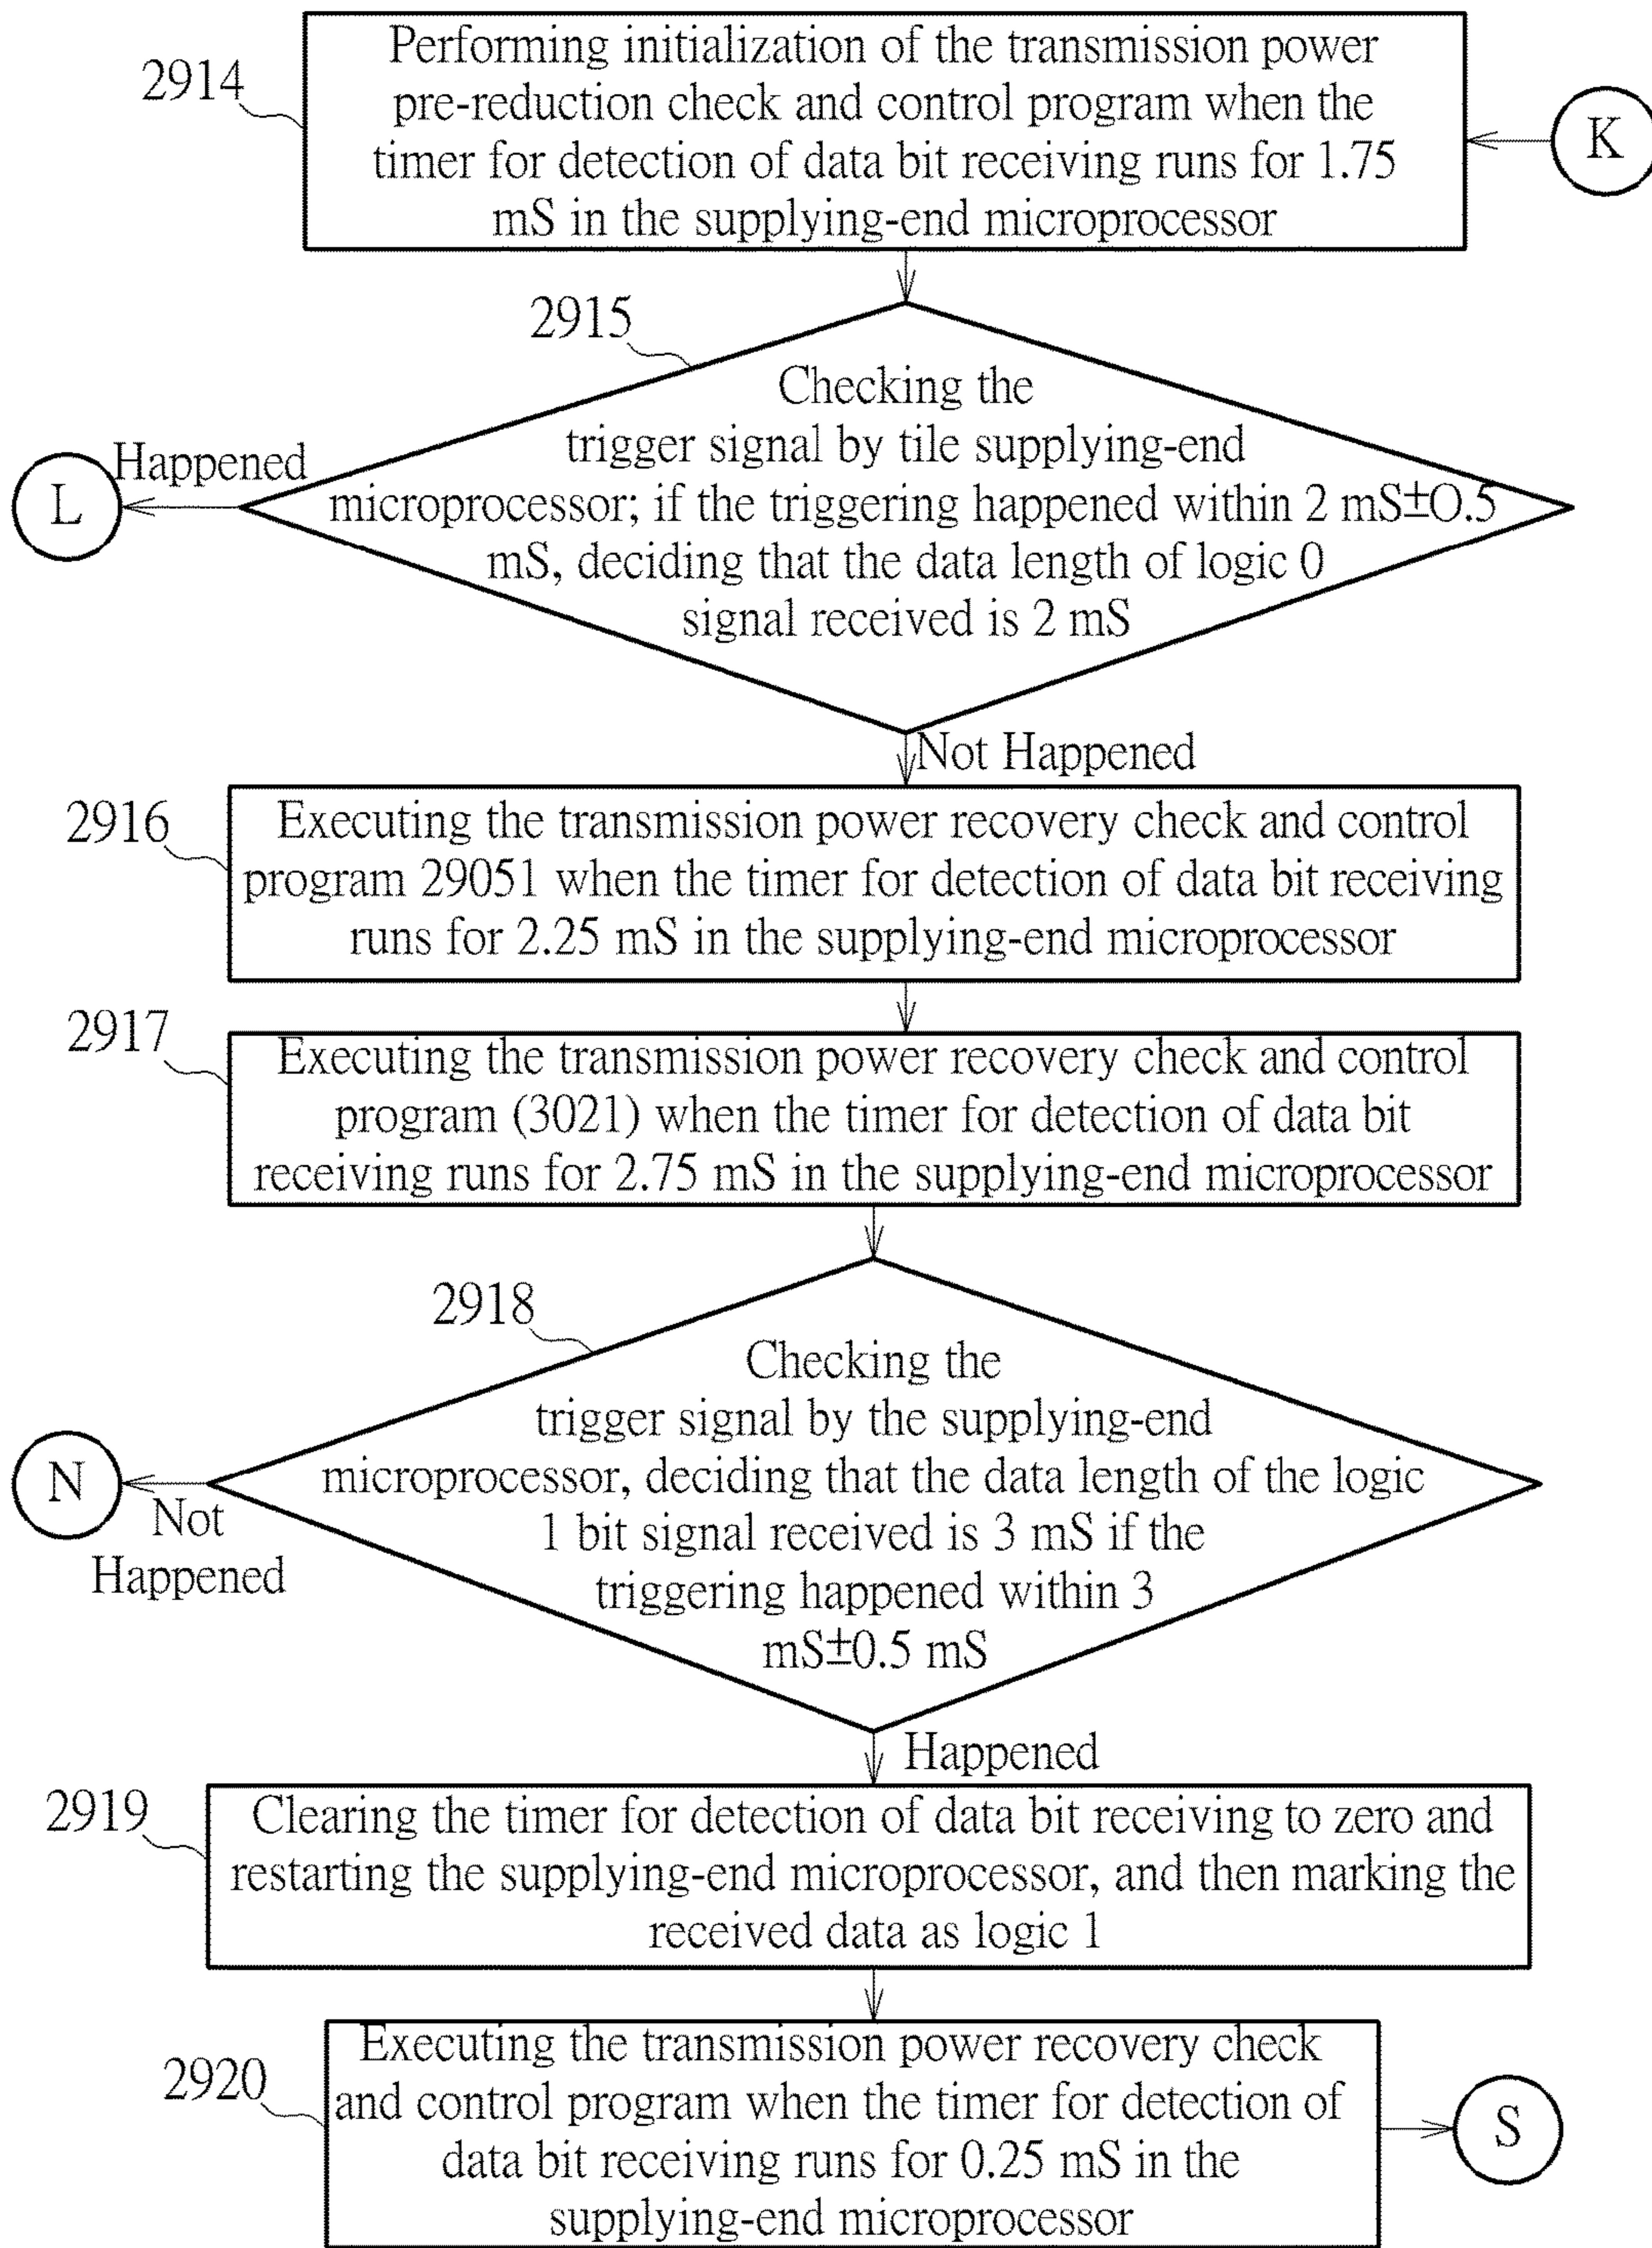 2914
Performing initialization of the transmission power
pre-reduction check and control program when the
timer for detection of data bit receiving runs for 1.75
mS in the supplying-end microprocessor
K
2915
Checking the
trigger signal by tile supplying-end
microprocessor; if the triggering happened within 2 mS±O.5
mS, deciding that the data length of logic 0
signal received is 2 mS
Happened
L
Not Happened
2916
Executing the transmission power recovery check and control
program 29051 when the timer for detection of data bit receiving
runs for 2.25 mS in the supplying-end microprocessor
2917
Executing the transmission power recovery check and control
program (3021) when the timer for detection of data bit
receiving runs for 2.75 mS in the supplying-end microprocessor
2918
Checking the
trigger signal by the supplying-end
microprocessor, deciding that the data length of the logic
1 bit signal received is 3 mS if the
triggering happened within 3
mS±0.5 mS
N
Not
Happened
Happened
2919
Clearing the timer for detection of data bit receiving to zero and
restarting the supplying-end microprocessor, and then marking the
received data as logic 1
2920
Executing the transmission power recovery check
and control program when the timer for detection of
data bit receiving runs for 0.25 mS in the
supplying-end microprocessor
S